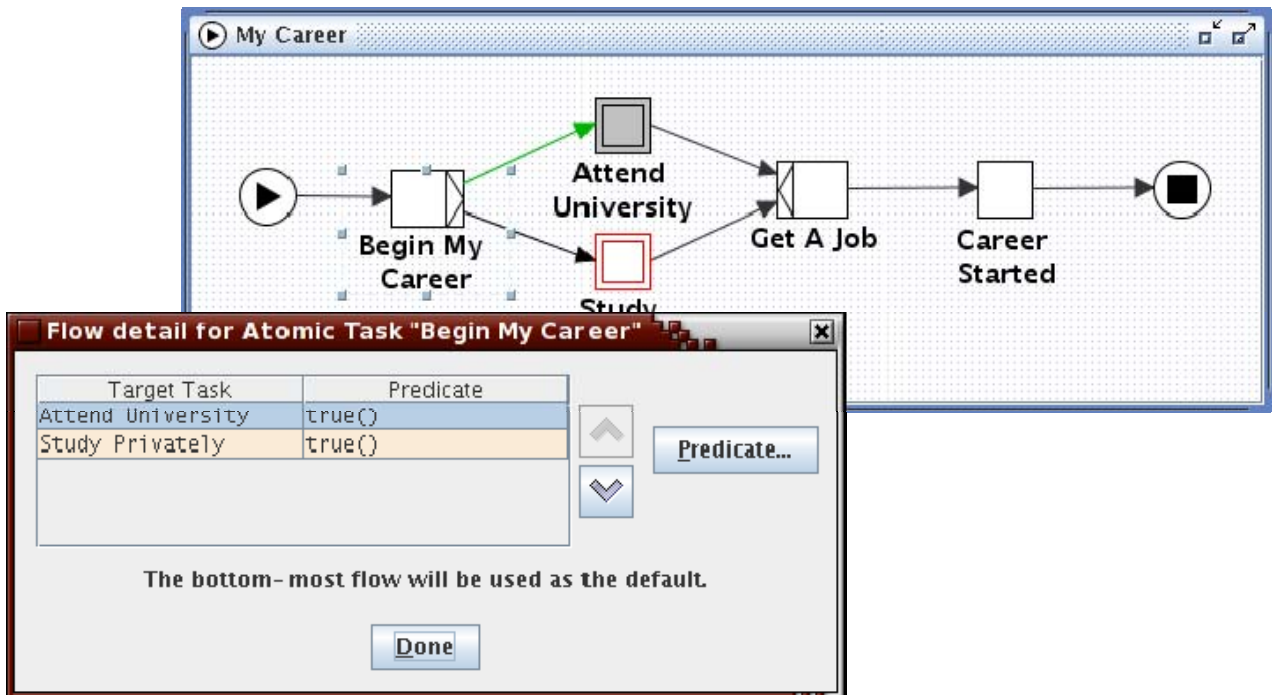 My Career
Attend
University
Begin My
Career
Get A Job
Career
Started
Study
Flow detail for Atomic Task "Begin My Career"
Target Task Predicate
Attend University true()
Study Privately true()
Predicate...
The bottom-most flow will be used as the default.
Done